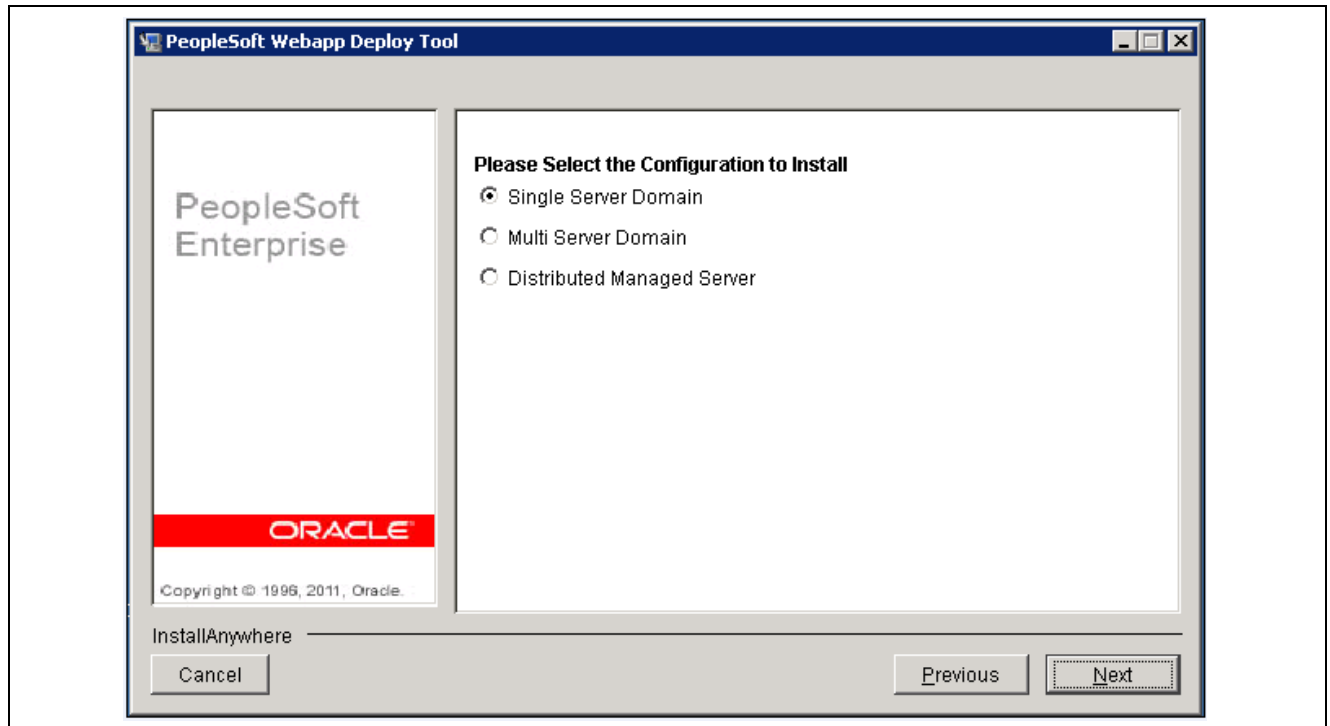 PeopleSoft Webapp Deploy Tool
PeopleSoft
Enterprise
ORACLE
Copyright © 1996, 2011, Oracle.
Please Select the Configuration to Install
Single Server Domain
Multi Server Domain
Distributed Managed Server
InstallAnywhere
Cancel
Previous
Next